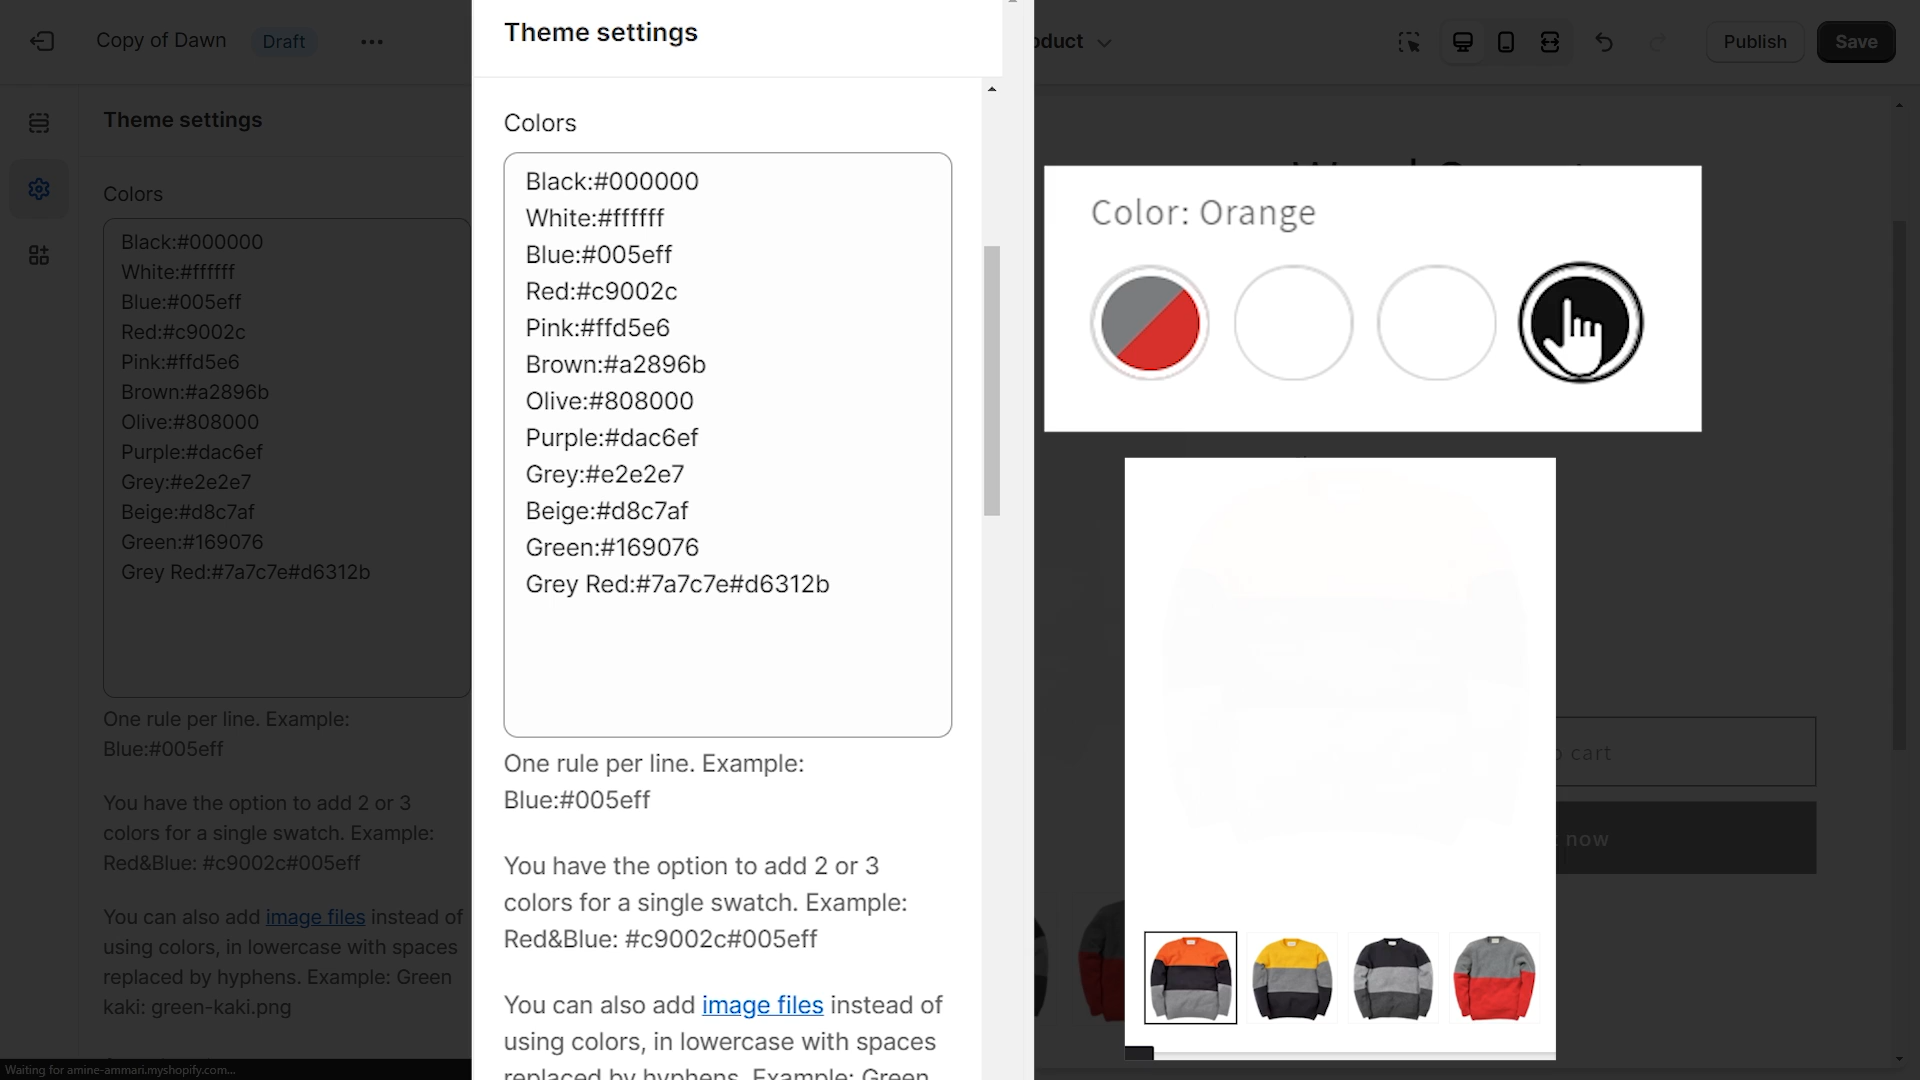 Copy of Dawn
Draft
Publish
Save
Theme settings
Colors
Black:#000000
White:#ffffff
Blue:#005eff
Red:#c9002c
Pink:#ffd5e6
Brown:#a2896b
Olive:#808000
Purple:#dac6ef
Grey:#e2e2e7
Beige:#d8c7af
Green:#169076
Grey Red:#7a7c7e#d6312b
One rule per line. Example:
Blue:#005eff
You have the option to add 2 or 3
colors for a single swatch. Example:
Red&Blue: #c9002c#005eff
You can also add image files instead of
using colors, in lowercase with spaces
replaced by hyphens. Example: Green
kaki: green-kaki.png
Waiting for amine-ammari.myshopify.com...
Theme settings
Colors
Black:#000000
White:#ffffff
Blue:#005eff
Red:#c9002c
Pink:#ffd5e6
Brown:#a2896b
Olive:#808000
Purple:#dac6ef
Grey:#e2e2e7
Beige:#d8c7af
Green:#169076
Grey Red:#7a7c7e#d6312b
One rule per line. Example:
Blue:#005eff
You have the option to add 2 or 3
colors for a single swatch. Example:
Red&Blue: #c9002c#005eff
You can also add image files instead of
using colors, in lowercase with spaces
replaced by hyphens. Example: Green
Color: Orange
cart
now